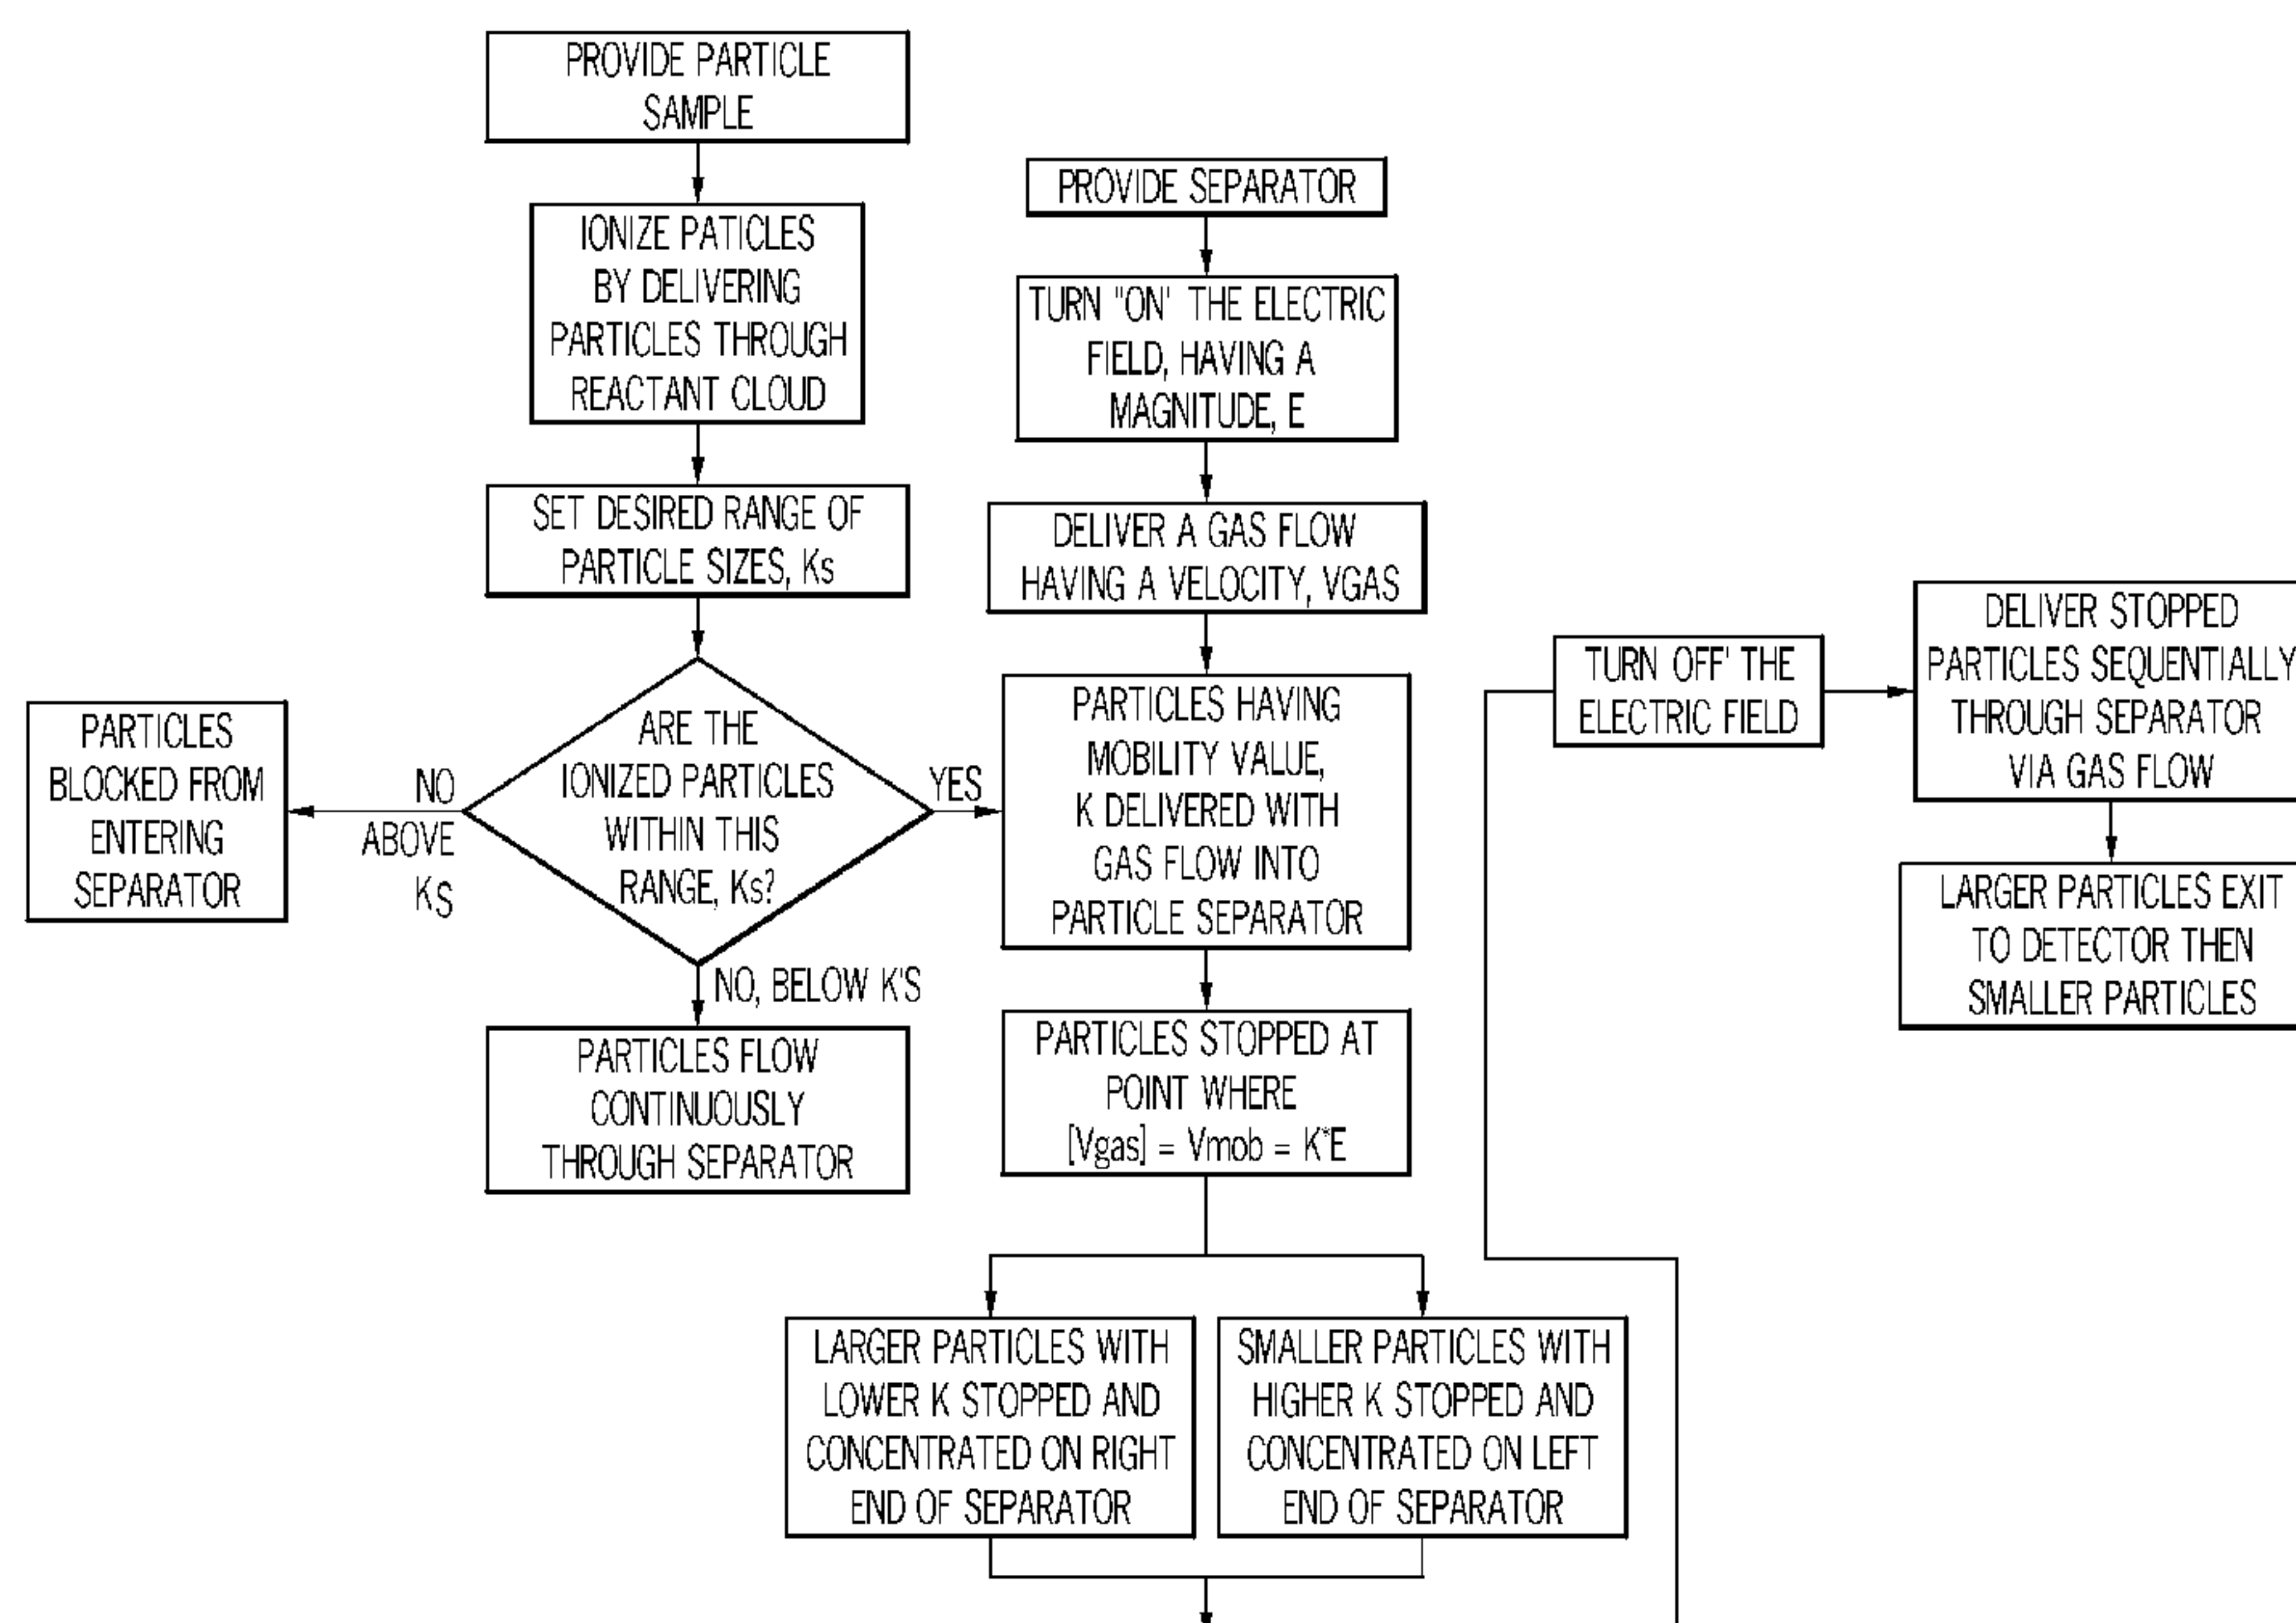 PROVIDE PARTICLE
SAMPLE
IONIZE PATICLES
BY DELIVERING
PARTICLES THROUGH
REACTANT CLOUD
SET DESIRED RANGE OF
PARTICLE SIZES, Ks
ARE THE
IONIZED PARTICLES
WITHIN THIS
RANGE, Ks?
NO
ABOVE
KS
PARTICLES
BLOCKED FROM
ENTERING
SEPARATOR
YES
NO, BELOW K'S
PARTICLES FLOW
CONTINUOUSLY
THROUGH SEPARATOR
PROVIDE SEPARATOR
TURN "ON' THE ELECTRIC
FIELD, HAVING A
MAGNITUDE, E
DELIVER A GAS FLOW
HAVING A VELOCITY, VGAS
PARTICLES HAVING
MOBILITY VALUE,
K DELIVERED WITH
GAS FLOW INTO
PARTICLE SEPARATOR
PARTICLES STOPPED AT
POINT WHERE
[Vgas] = Vmob = K*E
LARGER PARTICLES WITH
LOWER K STOPPED AND
CONCENTRATED ON RIGHT
END OF SEPARATOR
SMALLER PARTICLES WITH
HIGHER K STOPPED AND
CONCENTRATED ON LEFT
END OF SEPARATOR
TURN OFF' THE
ELECTRIC FIELD
DELIVER STOPPED
PARTICLES SEQUENTIALLY
THROUGH SEPARATOR
VIA GAS FLOW
LARGER PARTICLES EXIT
TO DETECTOR THEN
SMALLER PARTICLES